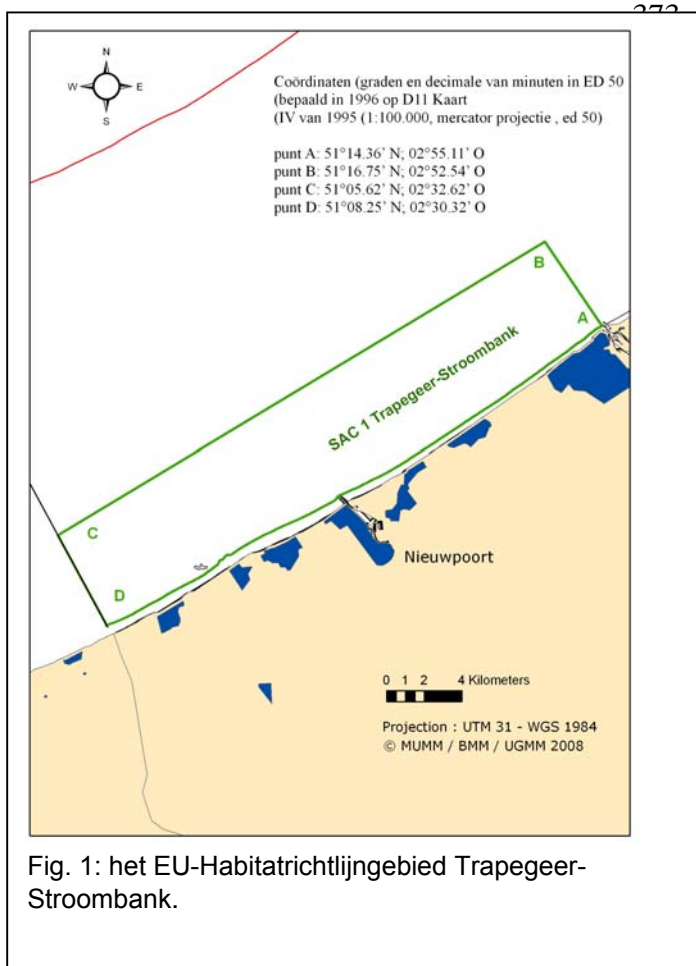 N
W E
S
Coördinaten (graden en decimale van minuten in ED 50
(bepaald in 1996 op D11 Kaart
(IV van 1995 (1:100.000, mercator projectie , ed 50)
punt A: 51°14.36' N; 02°55.11' O
punt B: 51°16.75' N; 02°52.54' O
punt C: 51°05.62' N; 02°32.62' O
punt D: 51°08.25' N; 02°30.32' O
B
A
SAC 1 Trapegeer-Stroombank
C
D
Nieuwpoort
0 1 2 4 Kilometers
Projection : UTM 31 - WGS 1984
© MUMM / BMM / UGMM 2008
Fig. 1: het EU-Habitatrichtlijngebied Trapegeer-
Stroombank.